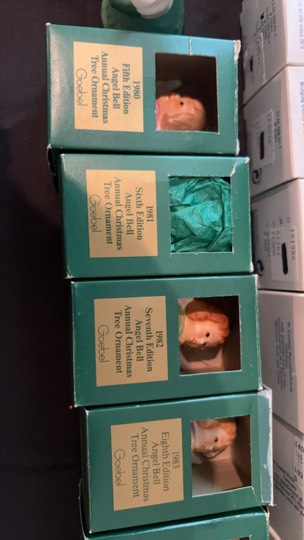 1980
Fifth Edition
Angel Bell
Annual Christmas
Tree Ornament
Goebel
1981
Sixth Edition
Angel Bell
Annual Christmas
Tree Ornament
Goebel
1982
Seventh Edition
Angel Bell
Annual Christmas
Tree Ornament
Goebel
1983
Eighth Edition
Angel Bell
Annual Christmas
Tree Ornament
Goebel